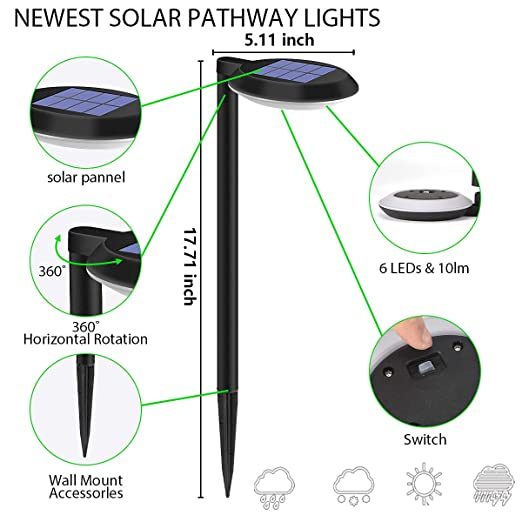 NEWEST SOLAR PATHWAY LIGHTS
5.11 inch
solar pannel
17.71 inch
6 LEDs & 10lm
360°
360°
Horizontal Rotation
Switch
Wall Mount
Accessorles